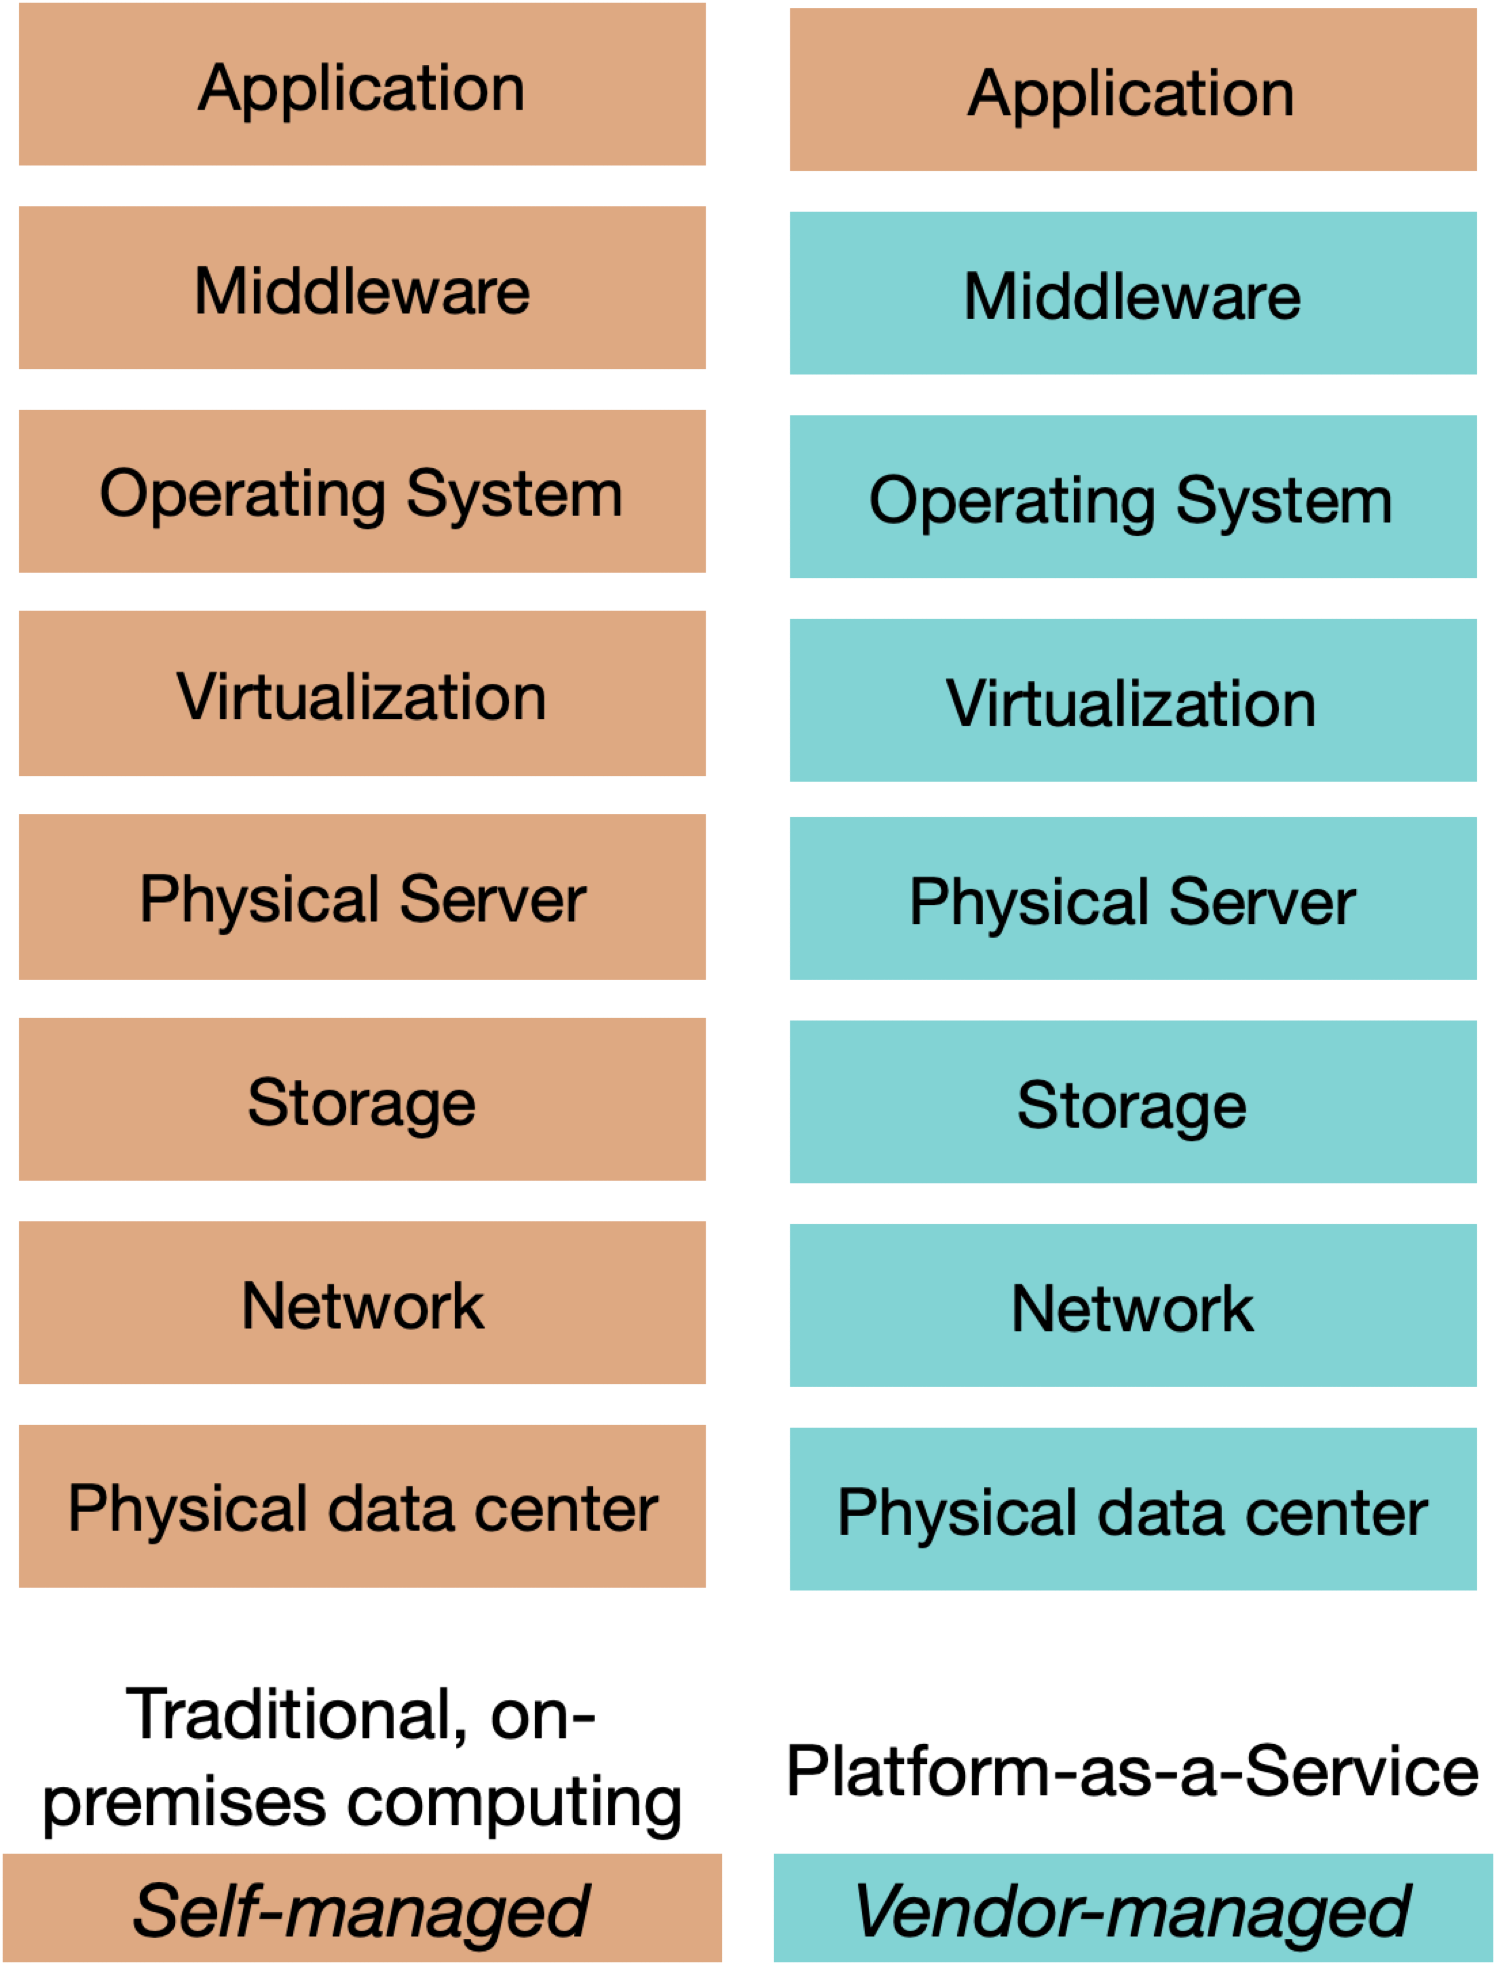 Application
Middleware
Operating System
Virtualization
Physical Server
Storage
Network
Physical data center
Traditional, on-
premises computing
Self-managed
Application
Middleware
Operating System
Virtualization
Physical Server
Storage
Network
Physical data center
Platform-as-a-Service
Vendor-managed